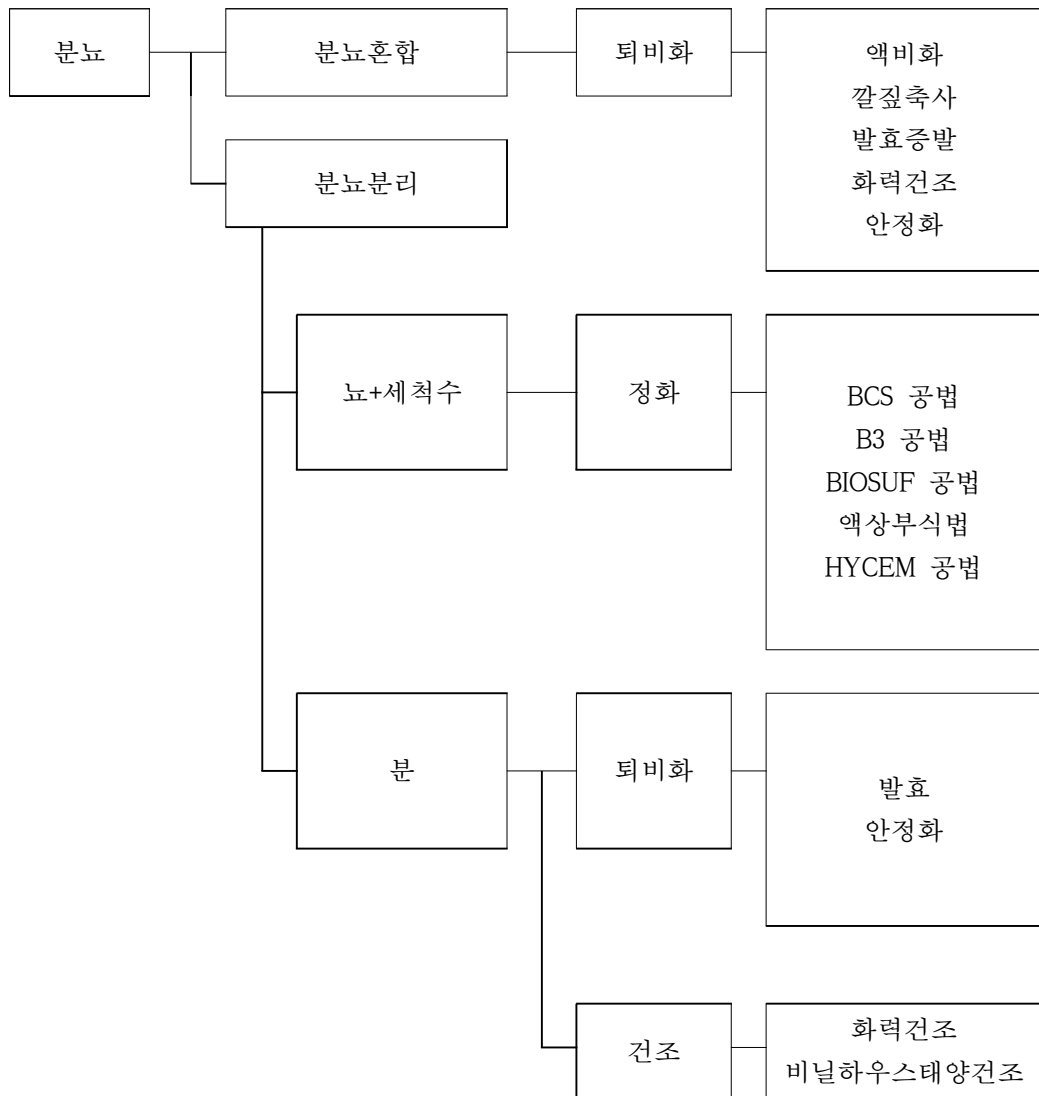 분뇨
분뇨혼합
퇴비화
액비화
깔짚축사
발효증발
화력건조
안정화
분뇨분리
뇨+세척수
정화
BCS 공법
B3 공법
BIOSUF 공법
액상부식법
HYCEM 공법
분
퇴비화
발효
안정화
건조
화력건조
비닐하우스태양건조